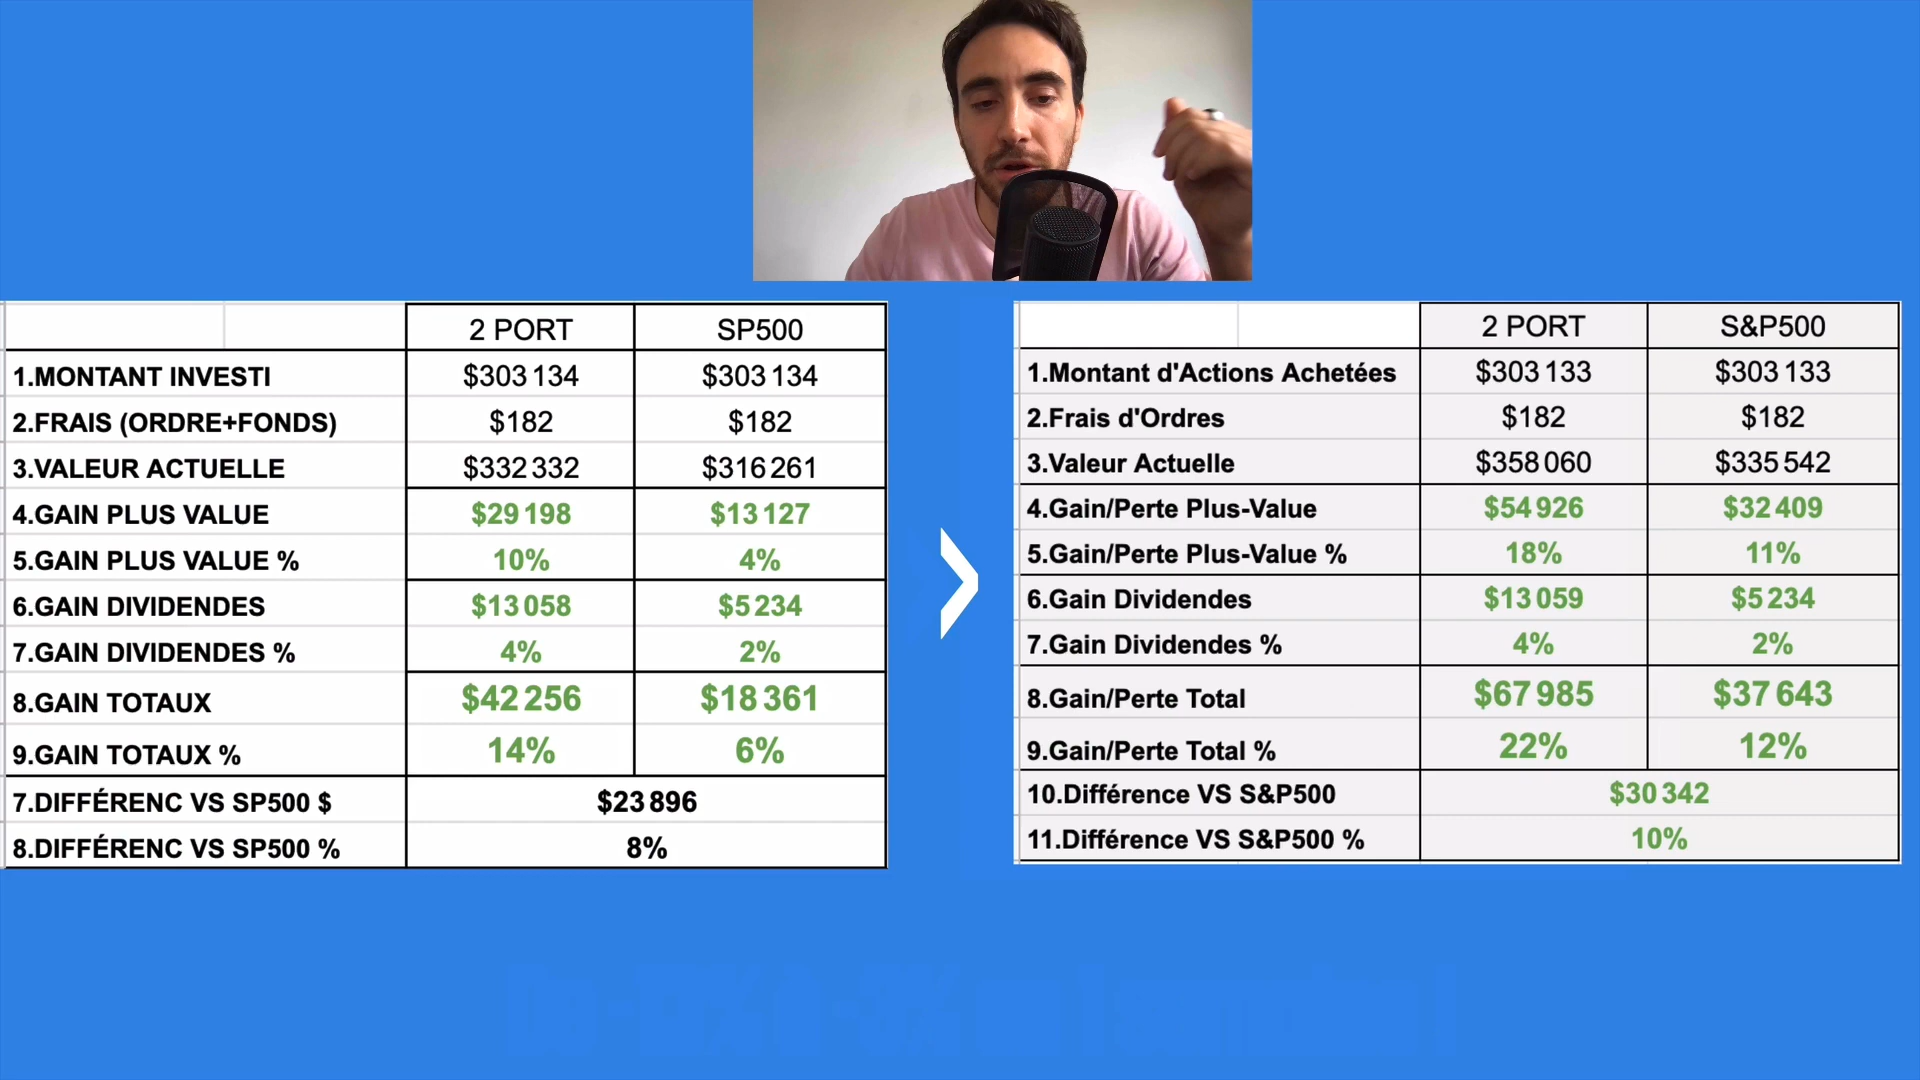 2 PORT SP500
1.MONTANT INVESTI $303 134 $303 134
2.FRAIS (ORDRE+FONDS) $182 $182
3.VALEUR ACTUELLE $332 332 $316 261
4.GAIN PLUS VALUE $29 198 $13 127
5.GAIN PLUS VALUE % 10% 4%
6.GAIN DIVIDENDES $13 058 $5 234
7.GAIN DIVIDENDES % 4% 2%
8.GAIN TOTAUX $42 256 $18 361
9.GAIN TOTAUX % 14% 6%
7.DIFFÉRENC VS SP500 $ $23 896
8.DIFFÉRENC VS SP500 % 8%
2 PORT S&P500
1.Montant d'Actions Achetées $303 133 $303 133
2.Frais d'Ordres $182 $182
3.Valeur Actuelle $358 060 $335 542
4.Gain/Perte Plus-Value $54 926 $32 409
5.Gain/Perte Plus-Value % 18% 11%
6.Gain Dividendes $13 059 $5 234
7.Gain Dividendes % 4% 2%
8.Gain/Perte Total $67 985 $37 643
9.Gain/Perte Total % 22% 12%
10.Différence VS S&P500 $30 342
11.Différence VS S&P500 % 10%